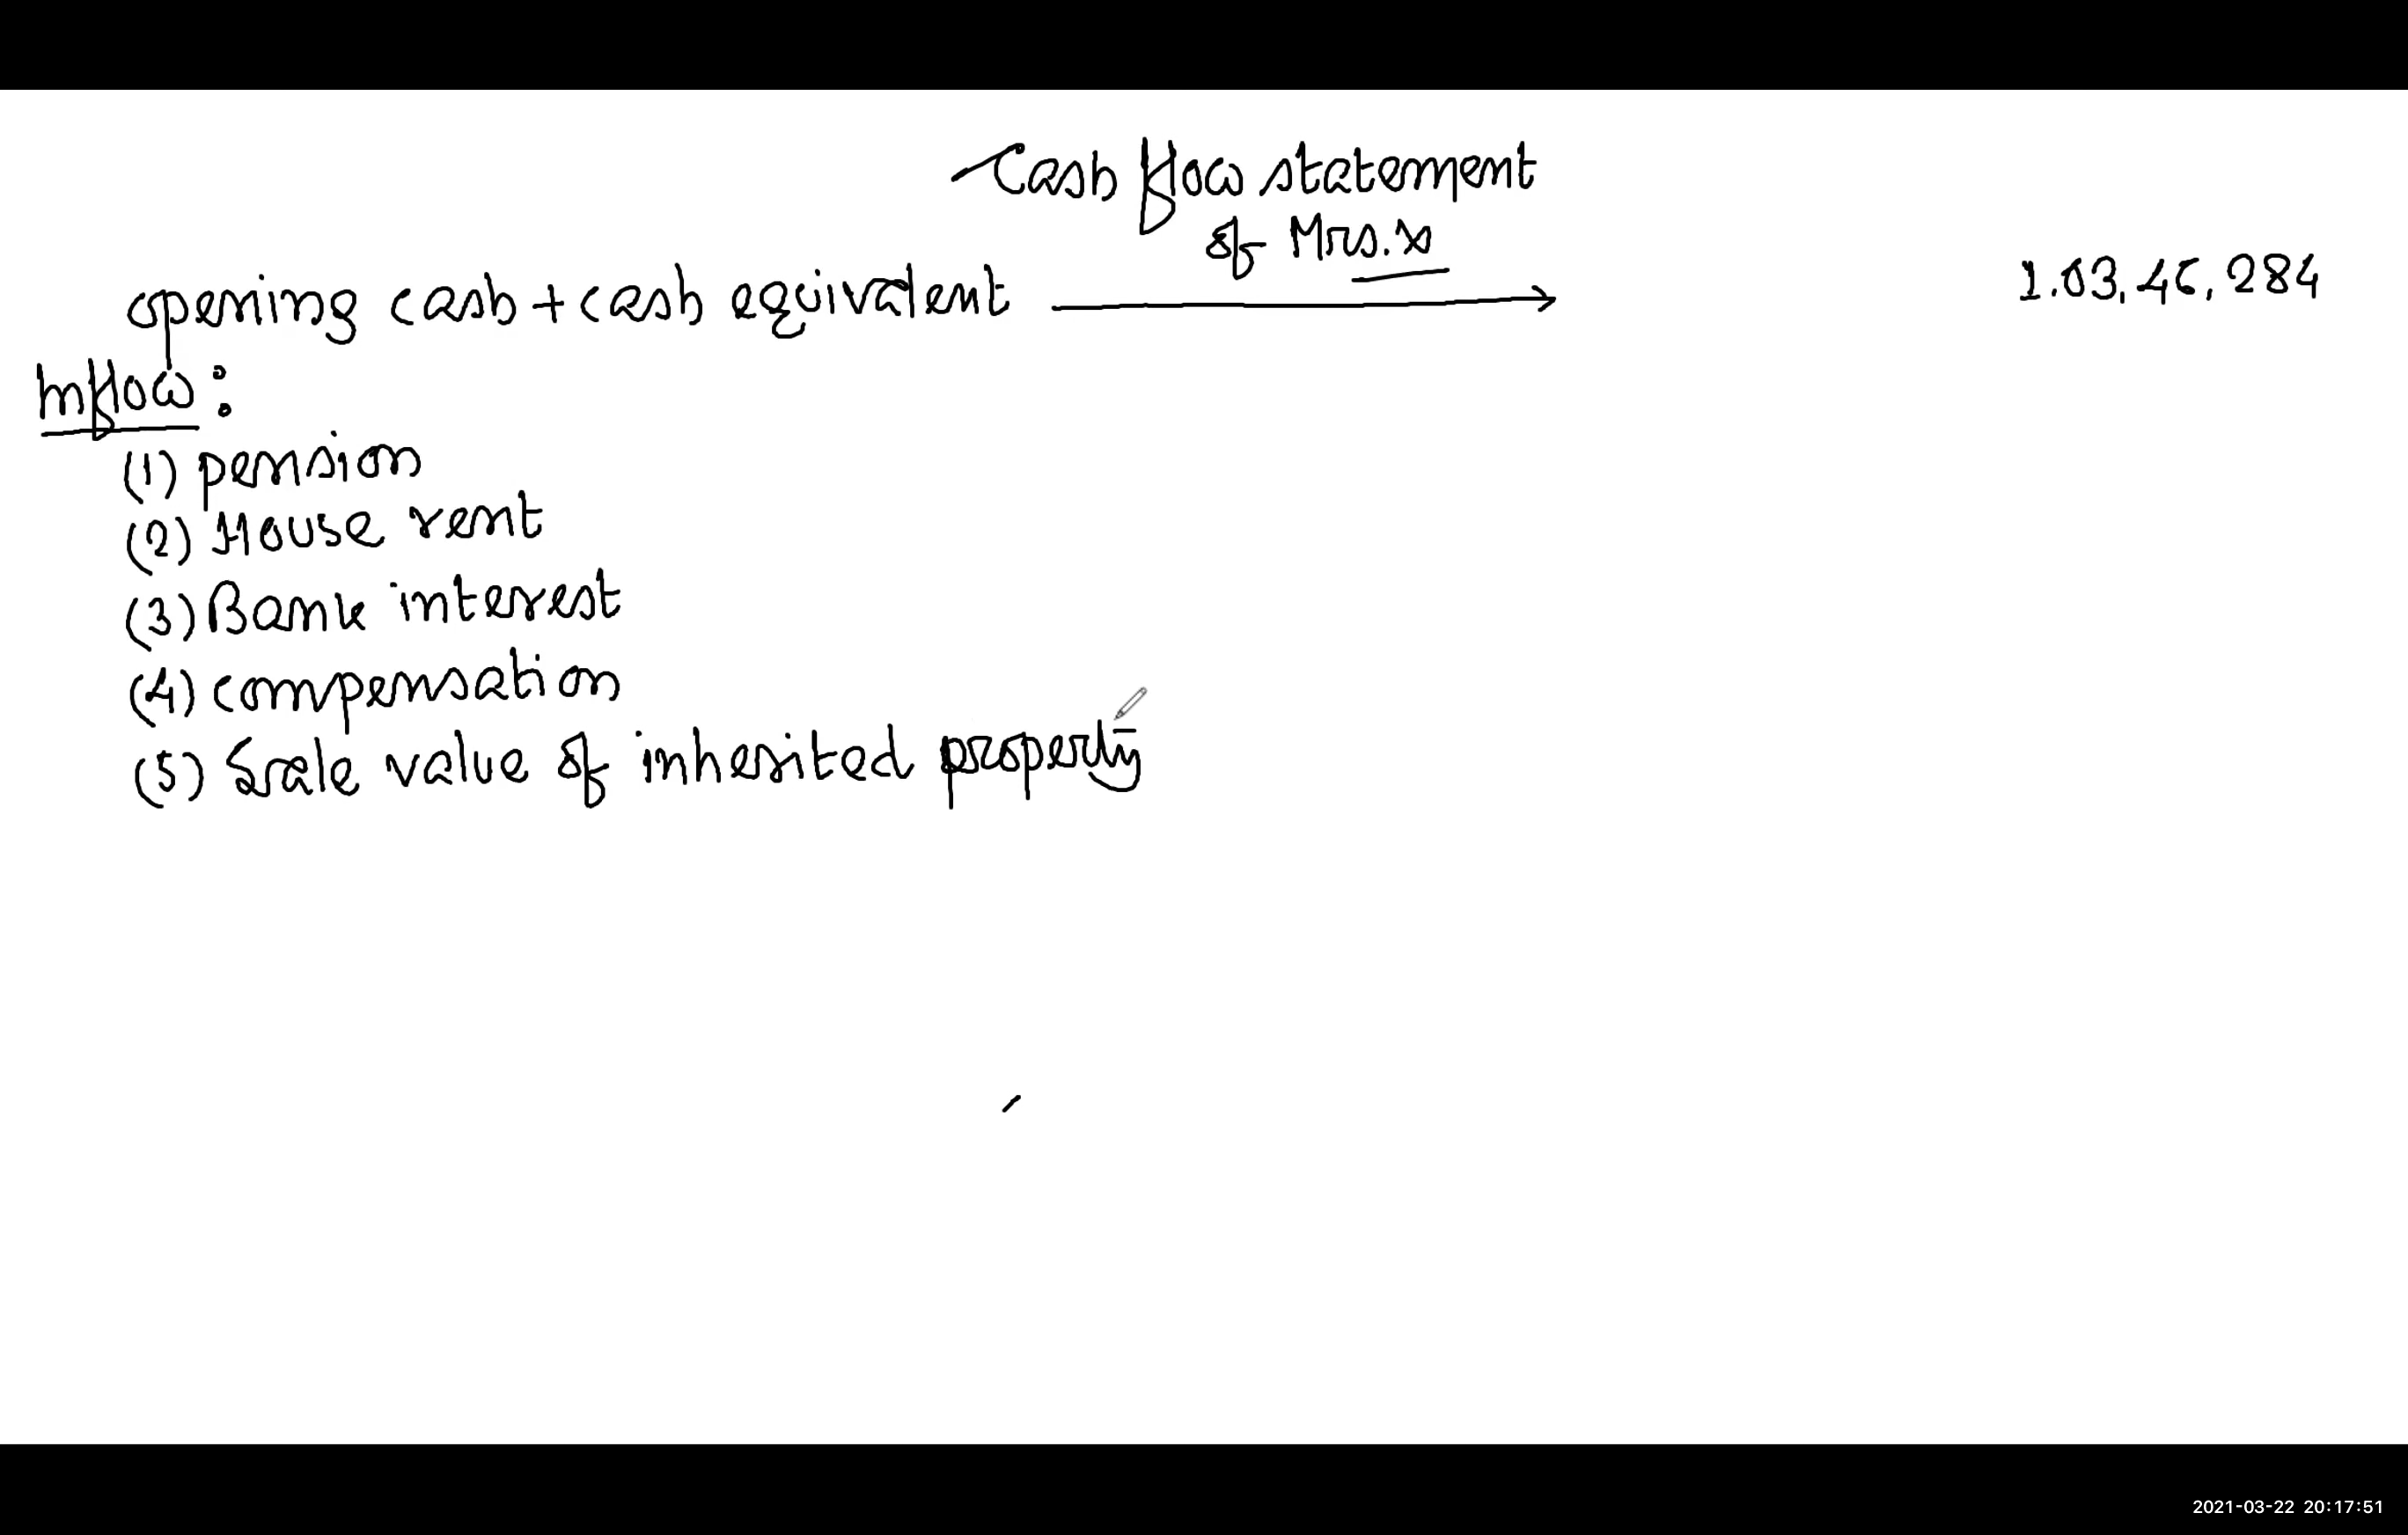 Cash flow statement
of Mrs. X
opening cash + cash equivalent → 1.03,46,284
Inflow:
(1) pension
(2) House rent
(3) Bank interest
(4) compensation
(5) Sale value of inherited property
2021-03-22 20:17:51